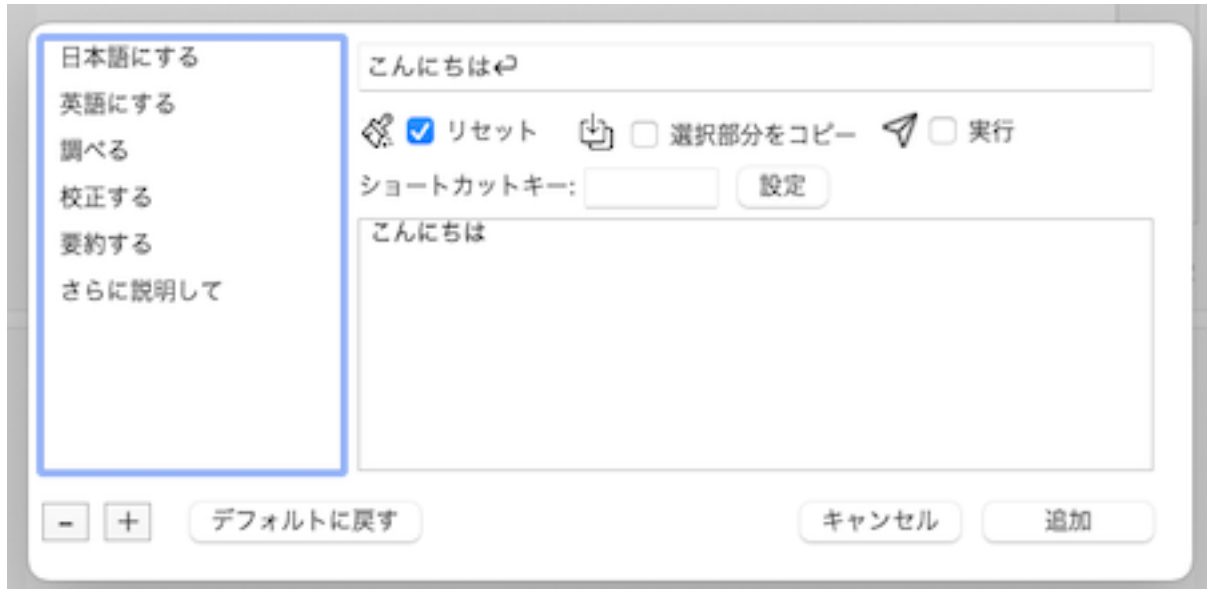 日本語にする
英語にする
調べる
校正する
要約する
さらに説明して
こんにちは↩
リセット 選択部分をコピー 実行
ショートカットキー: 設定
こんにちは
- + デフォルトに戻す キャンセル 追加